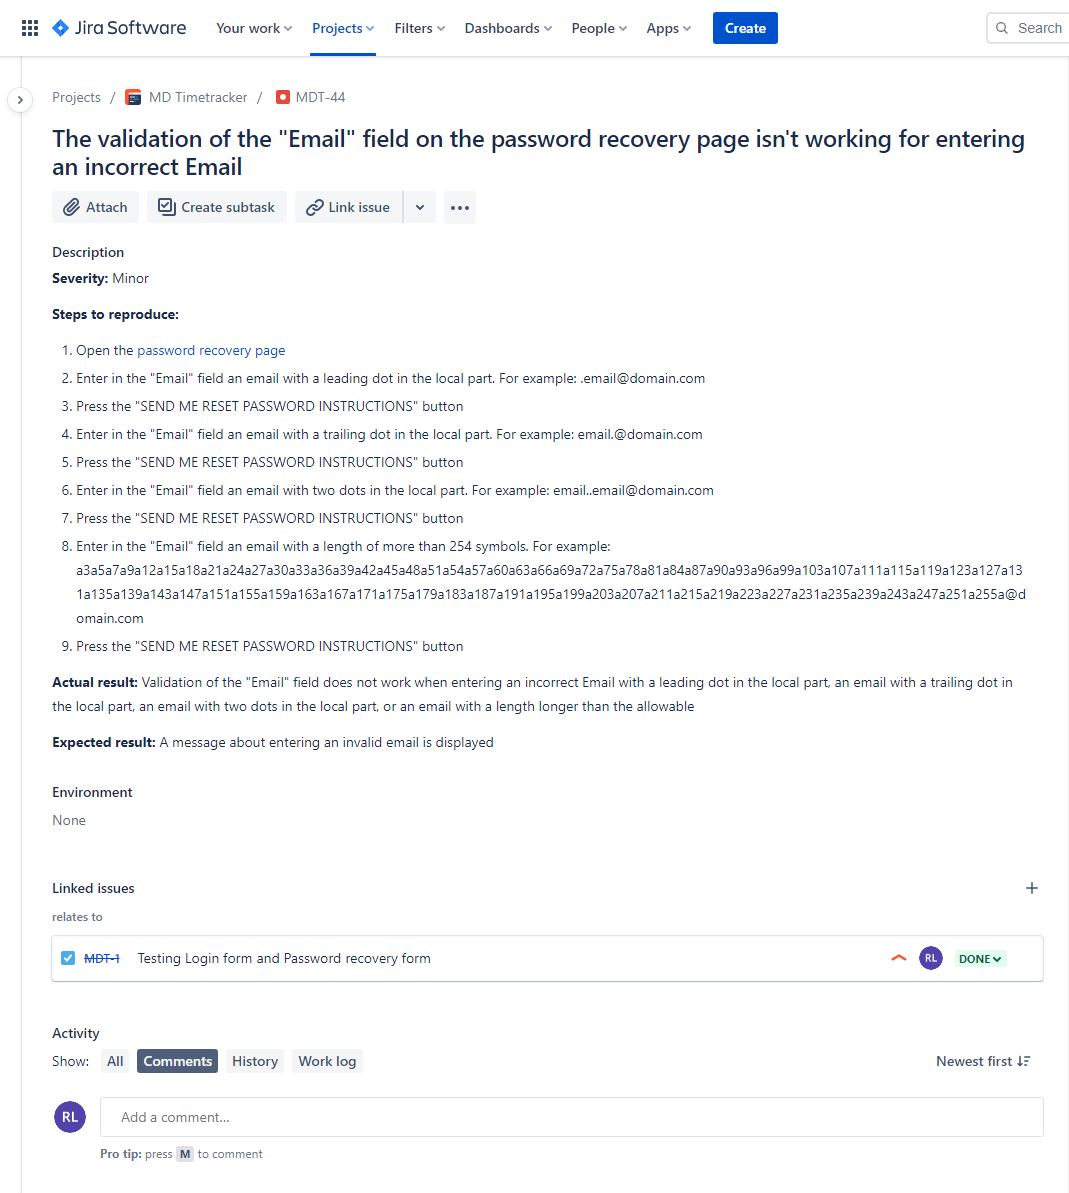 Jira Software Your work Projects Filters Dashboards People Apps Create Search
Projects / MD Timetracker / MDT-44
The validation of the "Email" field on the password recovery page isn't working for entering
an incorrect Email
Attach Create subtask Link issue
Description
Severity: Minor
Steps to reproduce:
1. Open the password recovery page
2. Enter in the "Email" field an email with a leading dot in the local part. For example: .email@domain.com
3. Press the "SEND ME RESET PASSWORD INSTRUCTIONS" button
4. Enter in the "Email" field an email with a trailing dot in the local part. For example: email.@domain.com
5. Press the "SEND ME RESET PASSWORD INSTRUCTIONS" button
6. Enter in the "Email" field an email with two dots in the local part. For example: email..email@domain.com
7. Press the "SEND ME RESET PASSWORD INSTRUCTIONS" button
8. Enter in the "Email" field an email with a length of more than 254 symbols. For example:
a3a5a7a9a12a15a18a21a24a27a30a33a36a39a42a45a48a51a54a57a60a63a66a69a72a75a78a81a84a87a90a93a96a99a103a107a111a115a119a123a127a13
1a135a139a143a147a151a155a159a163a167a171a175a179a183a187a191a195a199a203a207a211a215a219a223a227a231a235a239a243a247a251a255a@d
omain.com
9. Press the "SEND ME RESET PASSWORD INSTRUCTIONS" button
Actual result: Validation of the "Email" field does not work when entering an incorrect Email with a leading dot in the local part, an email with a trailing dot in
the local part, an email with two dots in the local part, or an email with a length longer than the allowable
Expected result: A message about entering an invalid email is displayed
Environment
None
Linked issues
relates to
MDT-1 Testing Login form and Password recovery form RL DONE
Activity
Show: All Comments History Work log Newest first
RL Add a comment...
Pro tip: press M to comment